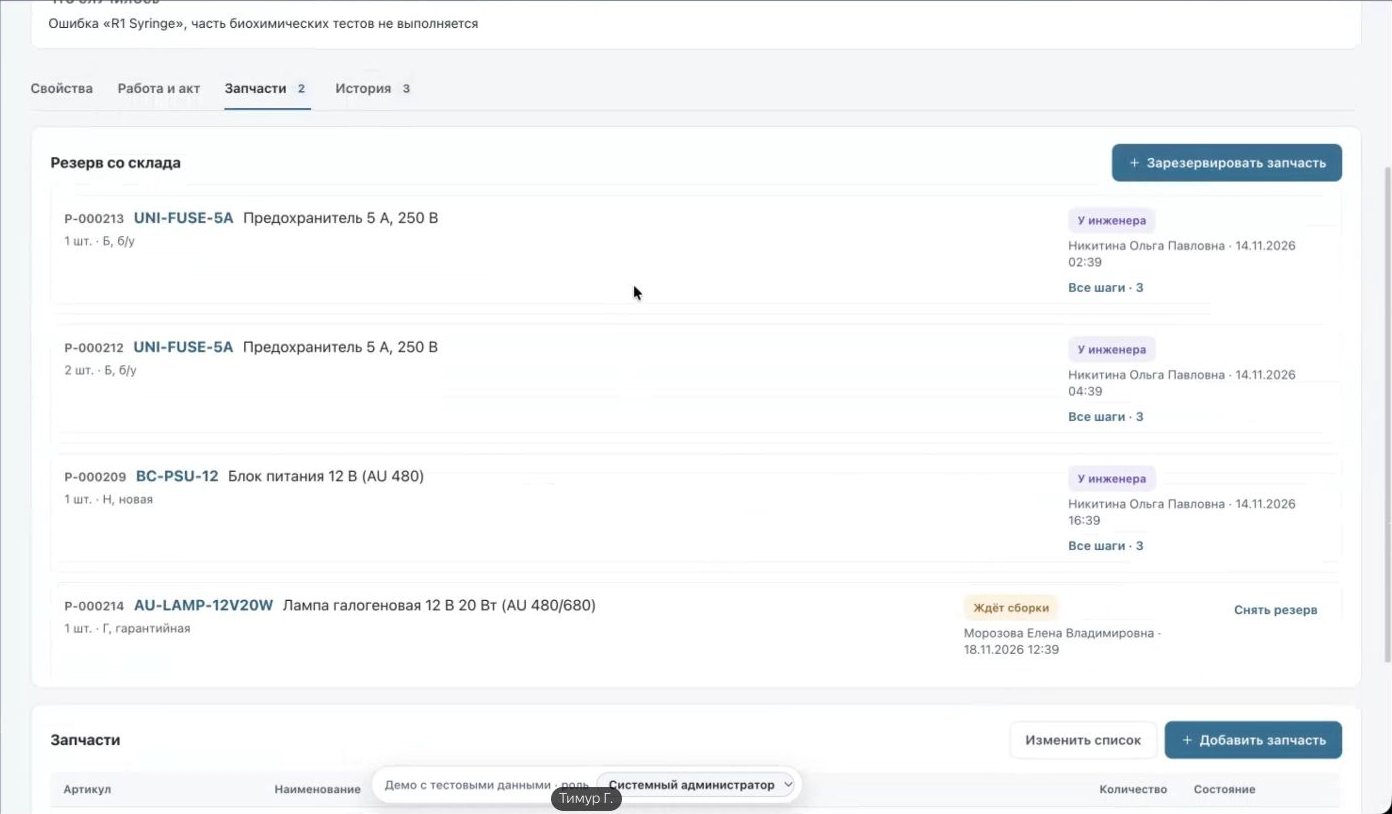 Ошибка «R1 Syringe», часть биохимических тестов не выполняется
Свойства Работа и акт Запчасти 2 История 3
Резерв со склада
+ Зарезервировать запчасть
P-000213 UNI-FUSE-5A Предохранитель 5 А, 250 В
1 шт. · Б, б/у
У инженера
Никитина Ольга Павловна · 14.11.2026
02:39
Все шаги · 3
P-000212 UNI-FUSE-5A Предохранитель 5 А, 250 В
2 шт. · Б, б/у
У инженера
Никитина Ольга Павловна · 14.11.2026
04:39
Все шаги · 3
P-000209 BC-PSU-12 Блок питания 12 В (AU 480)
1 шт. · Н, новая
У инженера
Никитина Ольга Павловна · 14.11.2026
16:39
Все шаги · 3
P-000214 AU-LAMP-12V20W Лампа галогеновая 12 В 20 Вт (AU 480/680)
1 шт. · Г, гарантийная
Ждёт сборки
Морозова Елена Владимировна ·
18.11.2026 12:39
Снять резерв
Запчасти
Изменить список
+ Добавить запчасть
Артикул Наименование Количество Состояние
Демо с тестовыми данными · роль Системный администратор
Тимур Г.